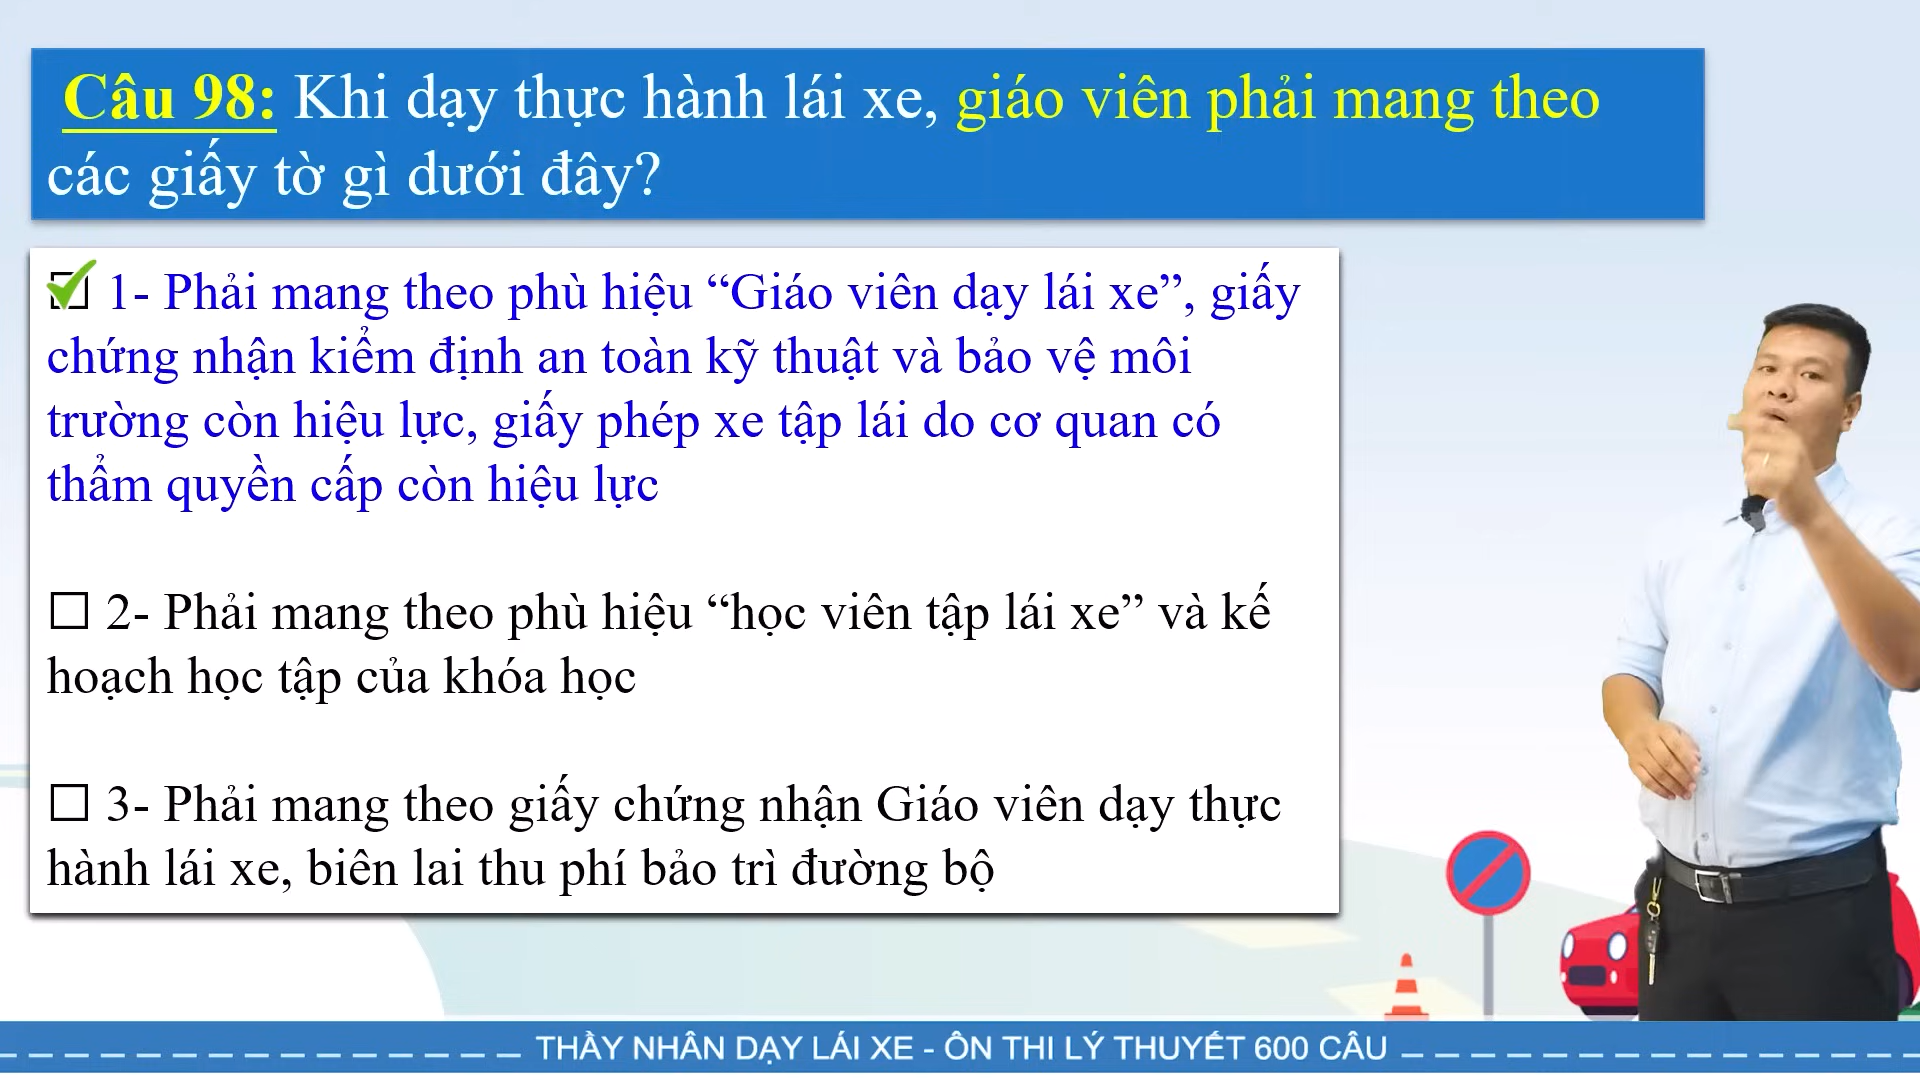 Câu 98: Khi dạy thực hành lái xe, giáo viên phải mang theo
các giấy tờ gì dưới đây?
1- Phải mang theo phù hiệu “Giáo viên dạy lái xe”, giấy
chứng nhận kiểm định an toàn kỹ thuật và bảo vệ môi
trường còn hiệu lực, giấy phép xe tập lái do cơ quan có
thẩm quyền cấp còn hiệu lực
2- Phải mang theo phù hiệu “học viên tập lái xe” và kế
hoạch học tập của khóa học
3- Phải mang theo giấy chứng nhận Giáo viên dạy thực
hành lái xe, biên lai thu phí bảo trì đường bộ
THẦY NHÂN DẠY LÁI XE - ÔN THI LÝ THUYẾT 600 CÂU